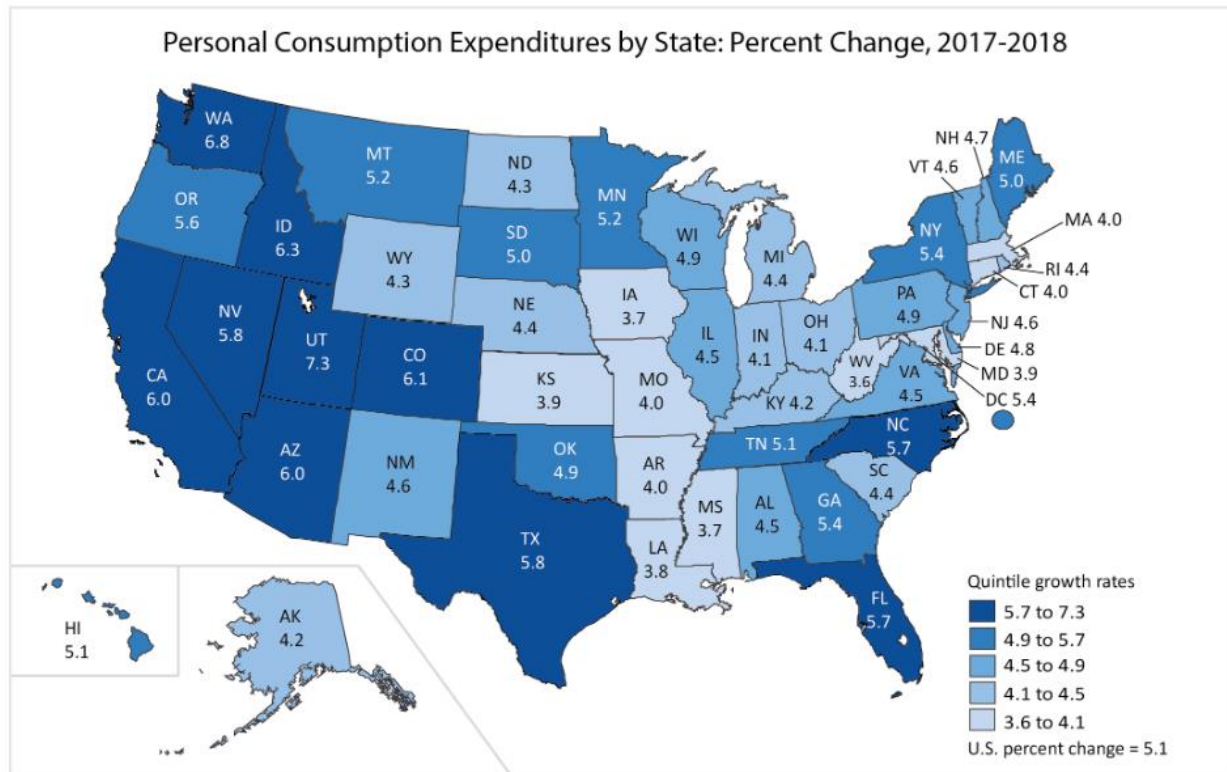 Personal Consumption Expenditures by State: Percent Change, 2017-2018
WA
6.8
MT
5.2
ND
4.3
MN
5.2
NH 4.7
VT 4.6
ME
5.0
OR
5.6
ID
6.3
WY
4.3
SD
5.0
WI
4.9
MI
4.4
NY
5.4
MA 4.0
RI 4.4
CT 4.0
NV
5.8
UT
7.3
CO
6.1
NE
4.4
IA
3.7
IL
4.5
IN
4.1
OH
4.1
PA
4.9
NJ 4.6
DE 4.8
MD 3.9
DC 5.4
CA
6.0
KS
3.9
MO
4.0
KY 4.2
WV
3.6
VA
4.5
AZ
6.0
NM
4.6
OK
4.9
AR
4.0
TN 5.1
NC
5.7
SC
4.4
TX
5.8
LA
3.8
MS
3.7
AL
4.5
GA
5.4
FL
5.7
HI
5.1
AK
4.2
Quintile growth rates
5.7 to 7.3
4.9 to 5.7
4.5 to 4.9
4.1 to 4.5
3.6 to 4.1
U.S. percent change = 5.1